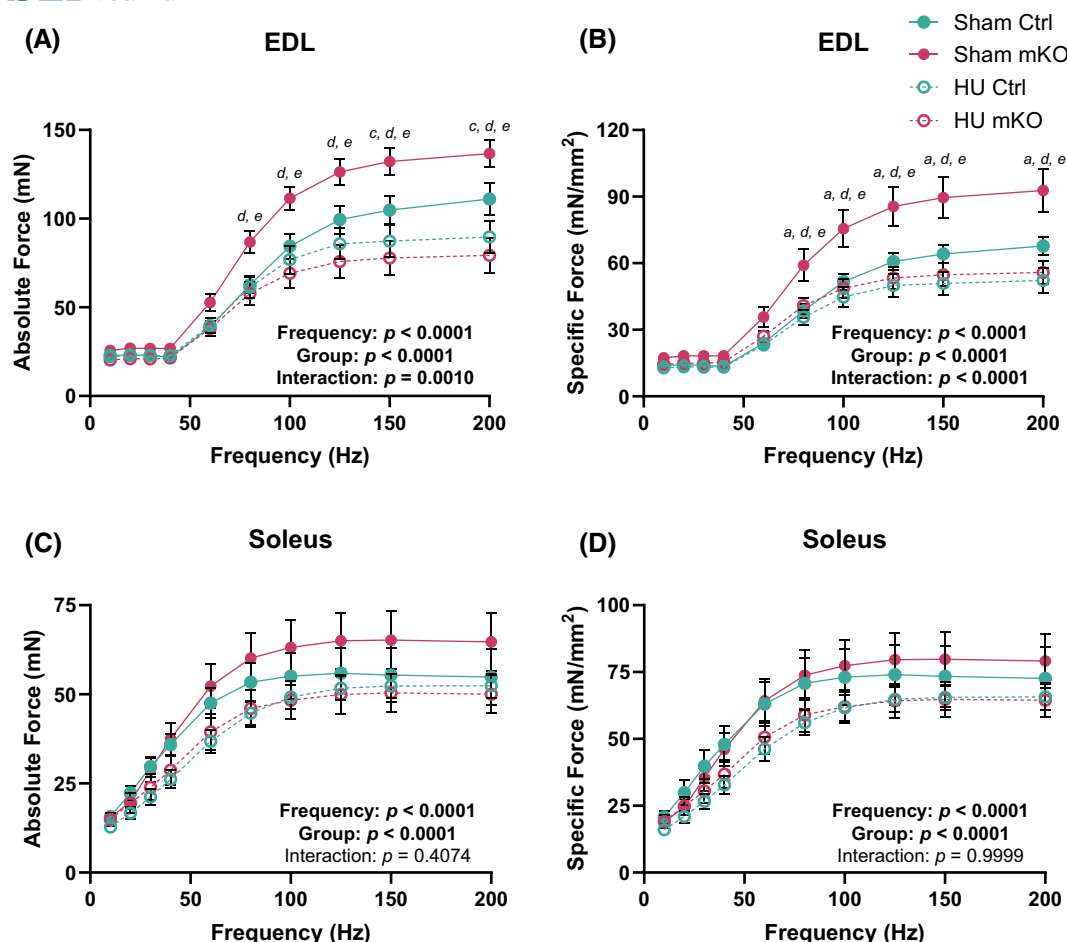 (A)
EDL
(B)
EDL
Sham Ctrl
Sham mKO
HU Ctrl
HU mKO
Absolute Force (mN)
150
100
50
0
d, e
d, e
d, e
c, d, e
c, d, e
Frequency: p < 0.0001
Group: p < 0.0001
Interaction: p = 0.0010
0 50 100 150 200
Frequency (Hz)
Specific Force (mN/mm²)
120
90
60
30
0
a, d, e
a, d, e
a, d, e
a, d, e
a, d, e
Frequency: p < 0.0001
Group: p < 0.0001
Interaction: p < 0.0001
0 50 100 150 200
Frequency (Hz)
(C)
Soleus
(D)
Soleus
Absolute Force (mN)
75
50
25
0
Frequency: p < 0.0001
Group: p < 0.0001
Interaction: p = 0.4074
0 50 100 150 200
Frequency (Hz)
Specific Force (mN/mm²)
100
75
50
25
0
Frequency: p < 0.0001
Group: p < 0.0001
Interaction: p = 0.9999
0 50 100 150 200
Frequency (Hz)